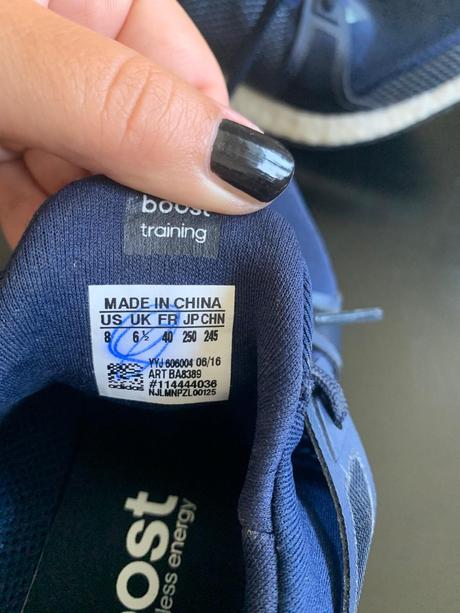 boost
training
MADE IN CHINA
US UK FR JP CHN
8 6½ 40 250 245
YYJ 606004 06/16
ART BA8389
#114444036
NJLMNPZL00125
ost
less energy